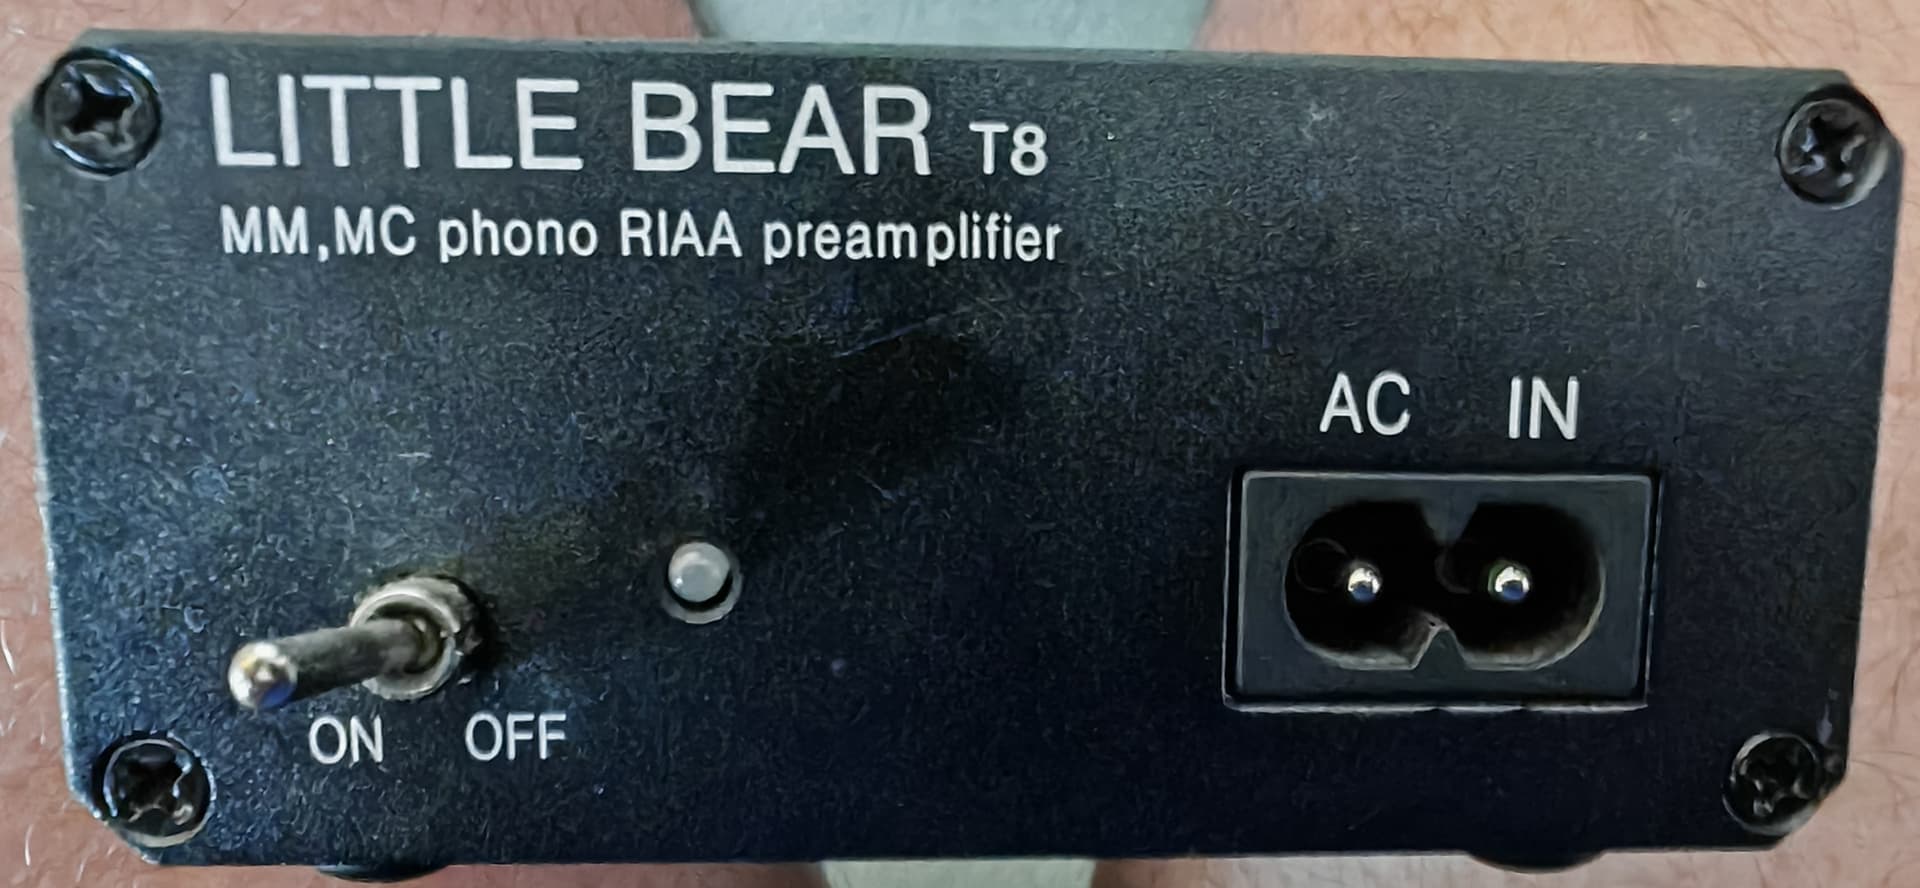 LITTLE BEAR T8
MM,MC phono RIAA preamplifier
AC IN
ON OFF